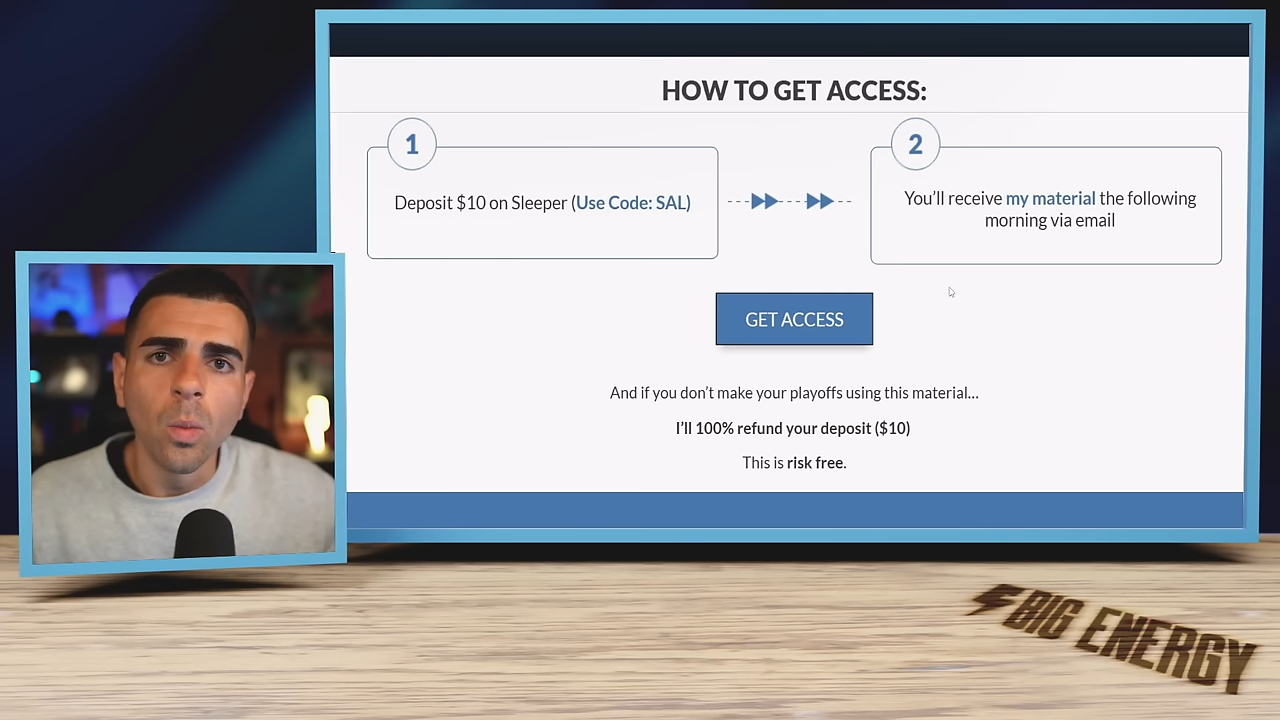 HOW TO GET ACCESS:
1
Deposit $10 on Sleeper (Use Code: SAL)
2
You’ll receive my material the following
morning via email
GET ACCESS
And if you don’t make your playoffs using this material...
I’ll 100% refund your deposit ($10)
This is risk free.
BIG ENERGY